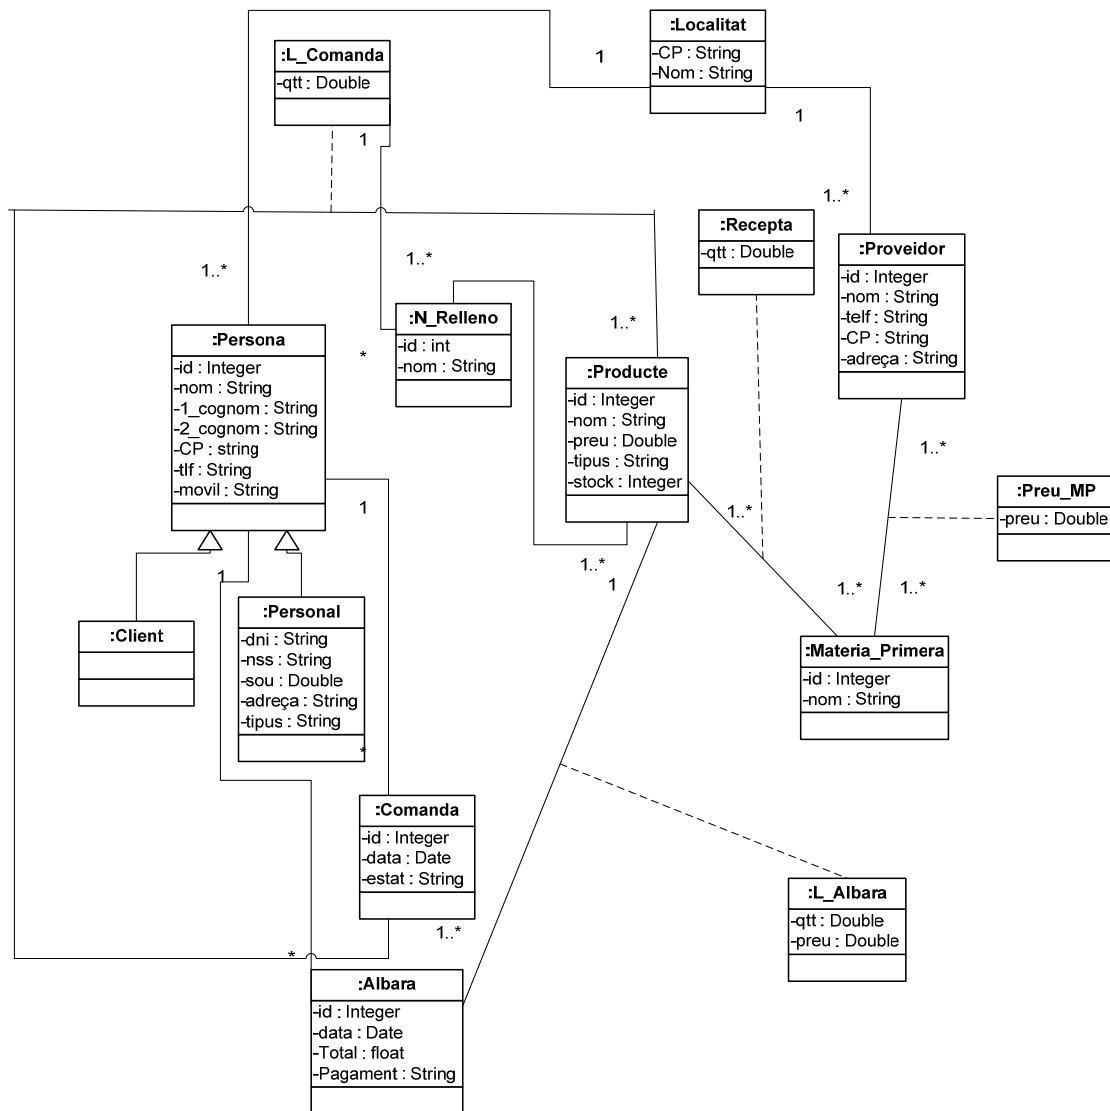 :Localitat
-CP : String
-Nom : String
:L_Comanda
-qtt : Double
1
1
1
1..*
:Recepta
-qtt : Double
:Proveidor
-id : Integer
-nom : String
-telf : String
-CP : String
-adreça : String
1..*
1..*
:N_Relleno
-id : int
-nom : String
1..*
*
:Persona
-id : Integer
-nom : String
-1_cognom : String
-2_cognom : String
-CP : string
-tlf : String
-movil : String
:Producte
-id : Integer
-nom : String
-preu : Double
-tipus : String
-stock : Integer
1..*
:Preu_MP
-preu : Double
1
1..*
1..*
1
1
1..*
1..*
:Client
:Personal
-dni : String
-nss : String
-sou : Double
-adreça : String
-tipus : String
*
:Materia_Primera
-id : Integer
-nom : String
:Comanda
-id : Integer
-data : Date
-estat : String
1..*
*
:L_Albara
-qtt : Double
-preu : Double
:Albara
-id : Integer
-data : Date
-Total : float
-Pagament : String